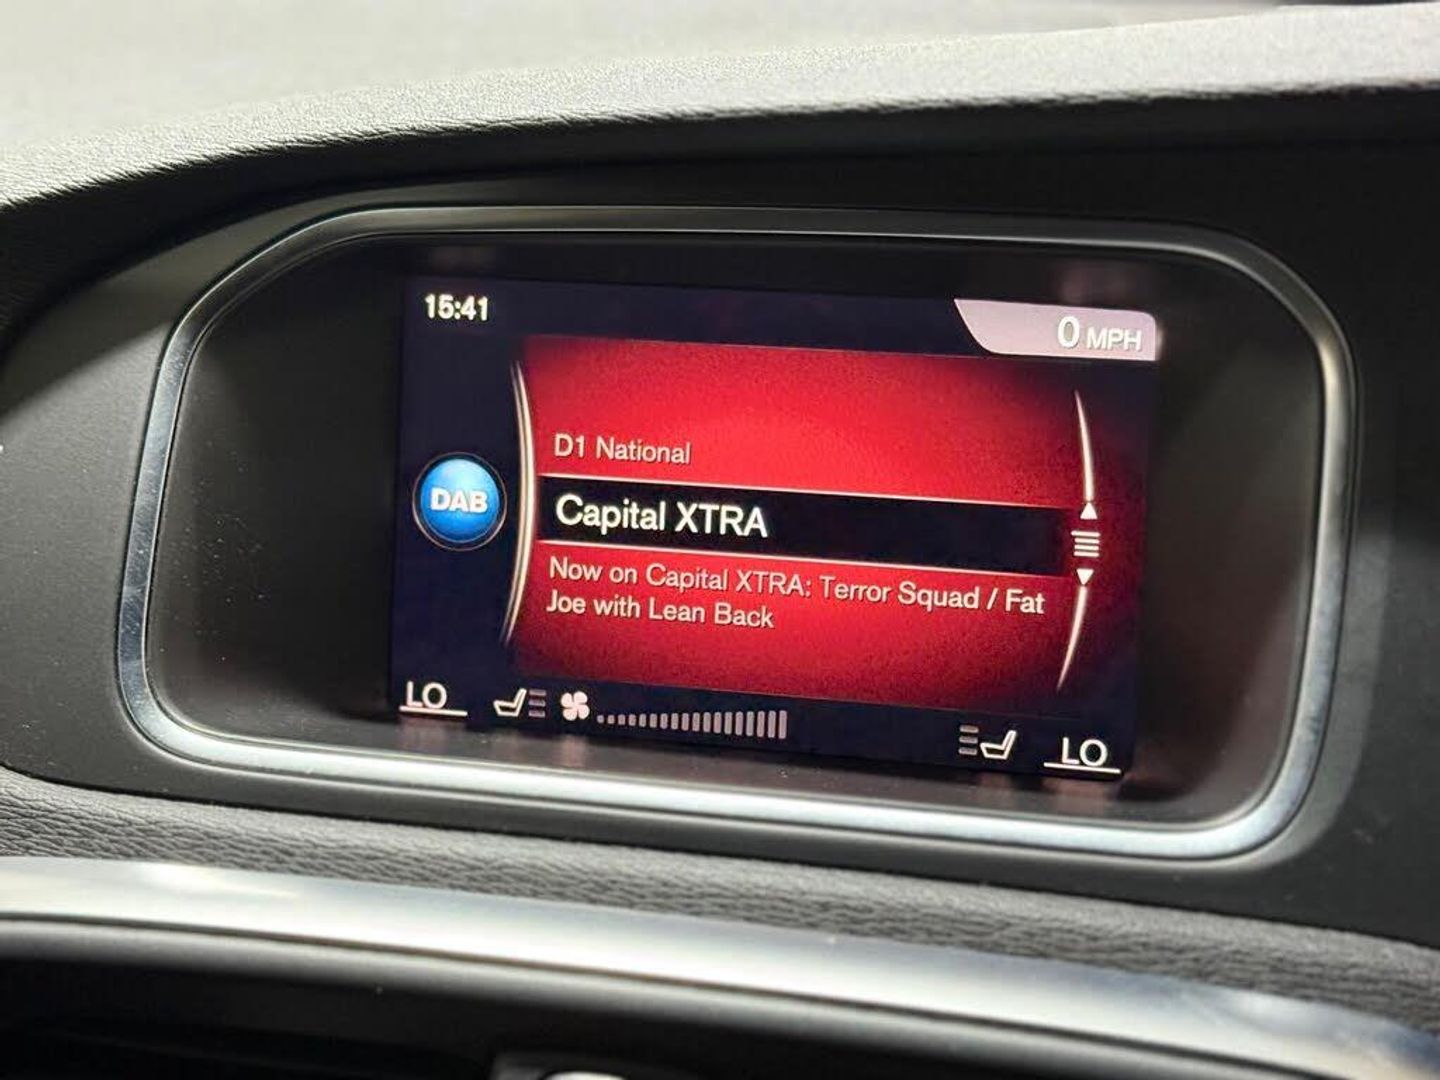 15:41
0 MPH
D1 National
DAB
Capital XTRA
Now on Capital XTRA: Terror Squad / Fat
Joe with Lean Back
LO
LO